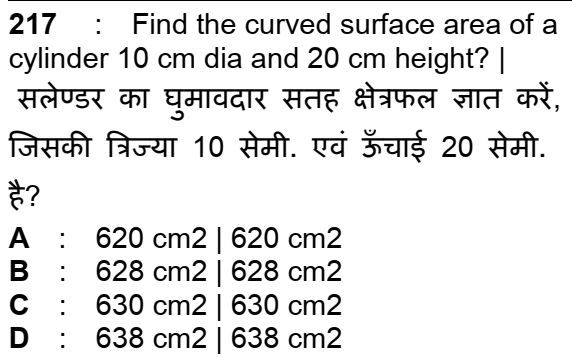 217 : Find the curved surface area of a
cylinder 10 cm dia and 20 cm height? |
सलेण्डर का घुमावदार सतह क्षेत्रफल ज्ञात करें,
जिसकी त्रिज्या 10 सेमी. एवं ऊँचाई 20 सेमी.
है?
A : 620 cm2 | 620 cm2
B : 628 cm2 | 628 cm2
C : 630 cm2 | 630 cm2
D : 638 cm2 | 638 cm2